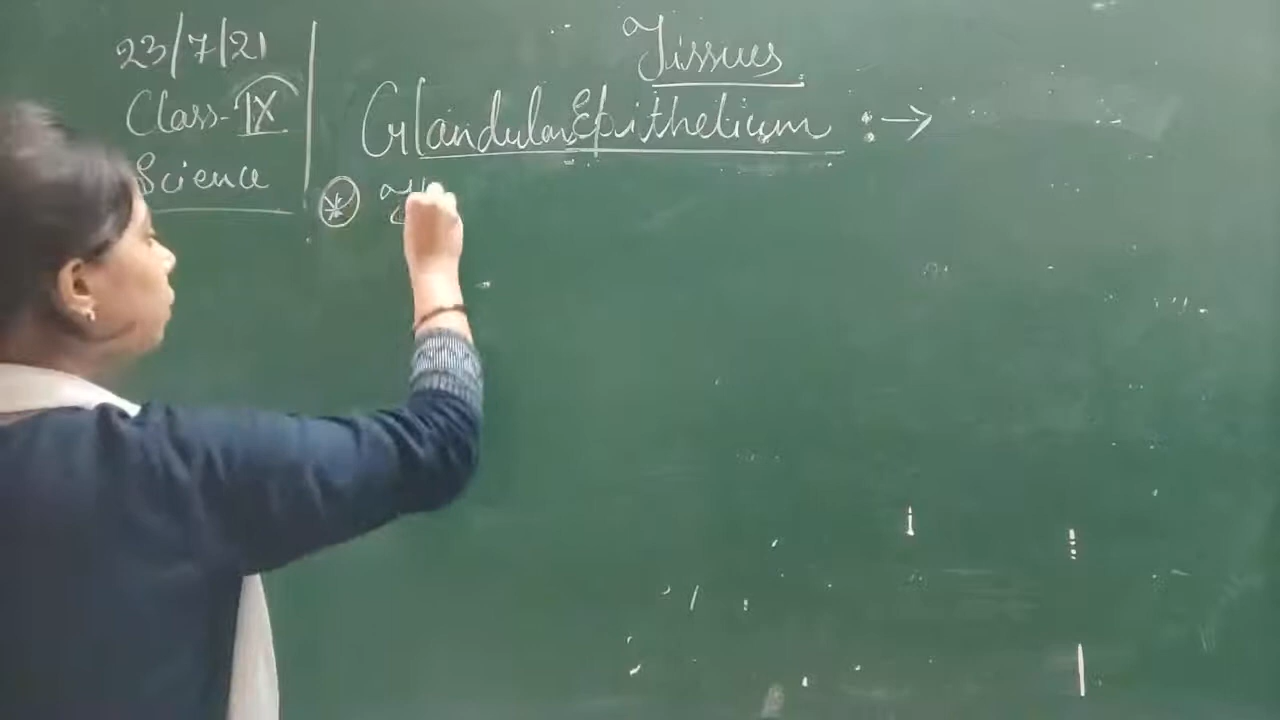 23/7/21
Class-IX
Science
Tissues
Glandular Epithelium :→